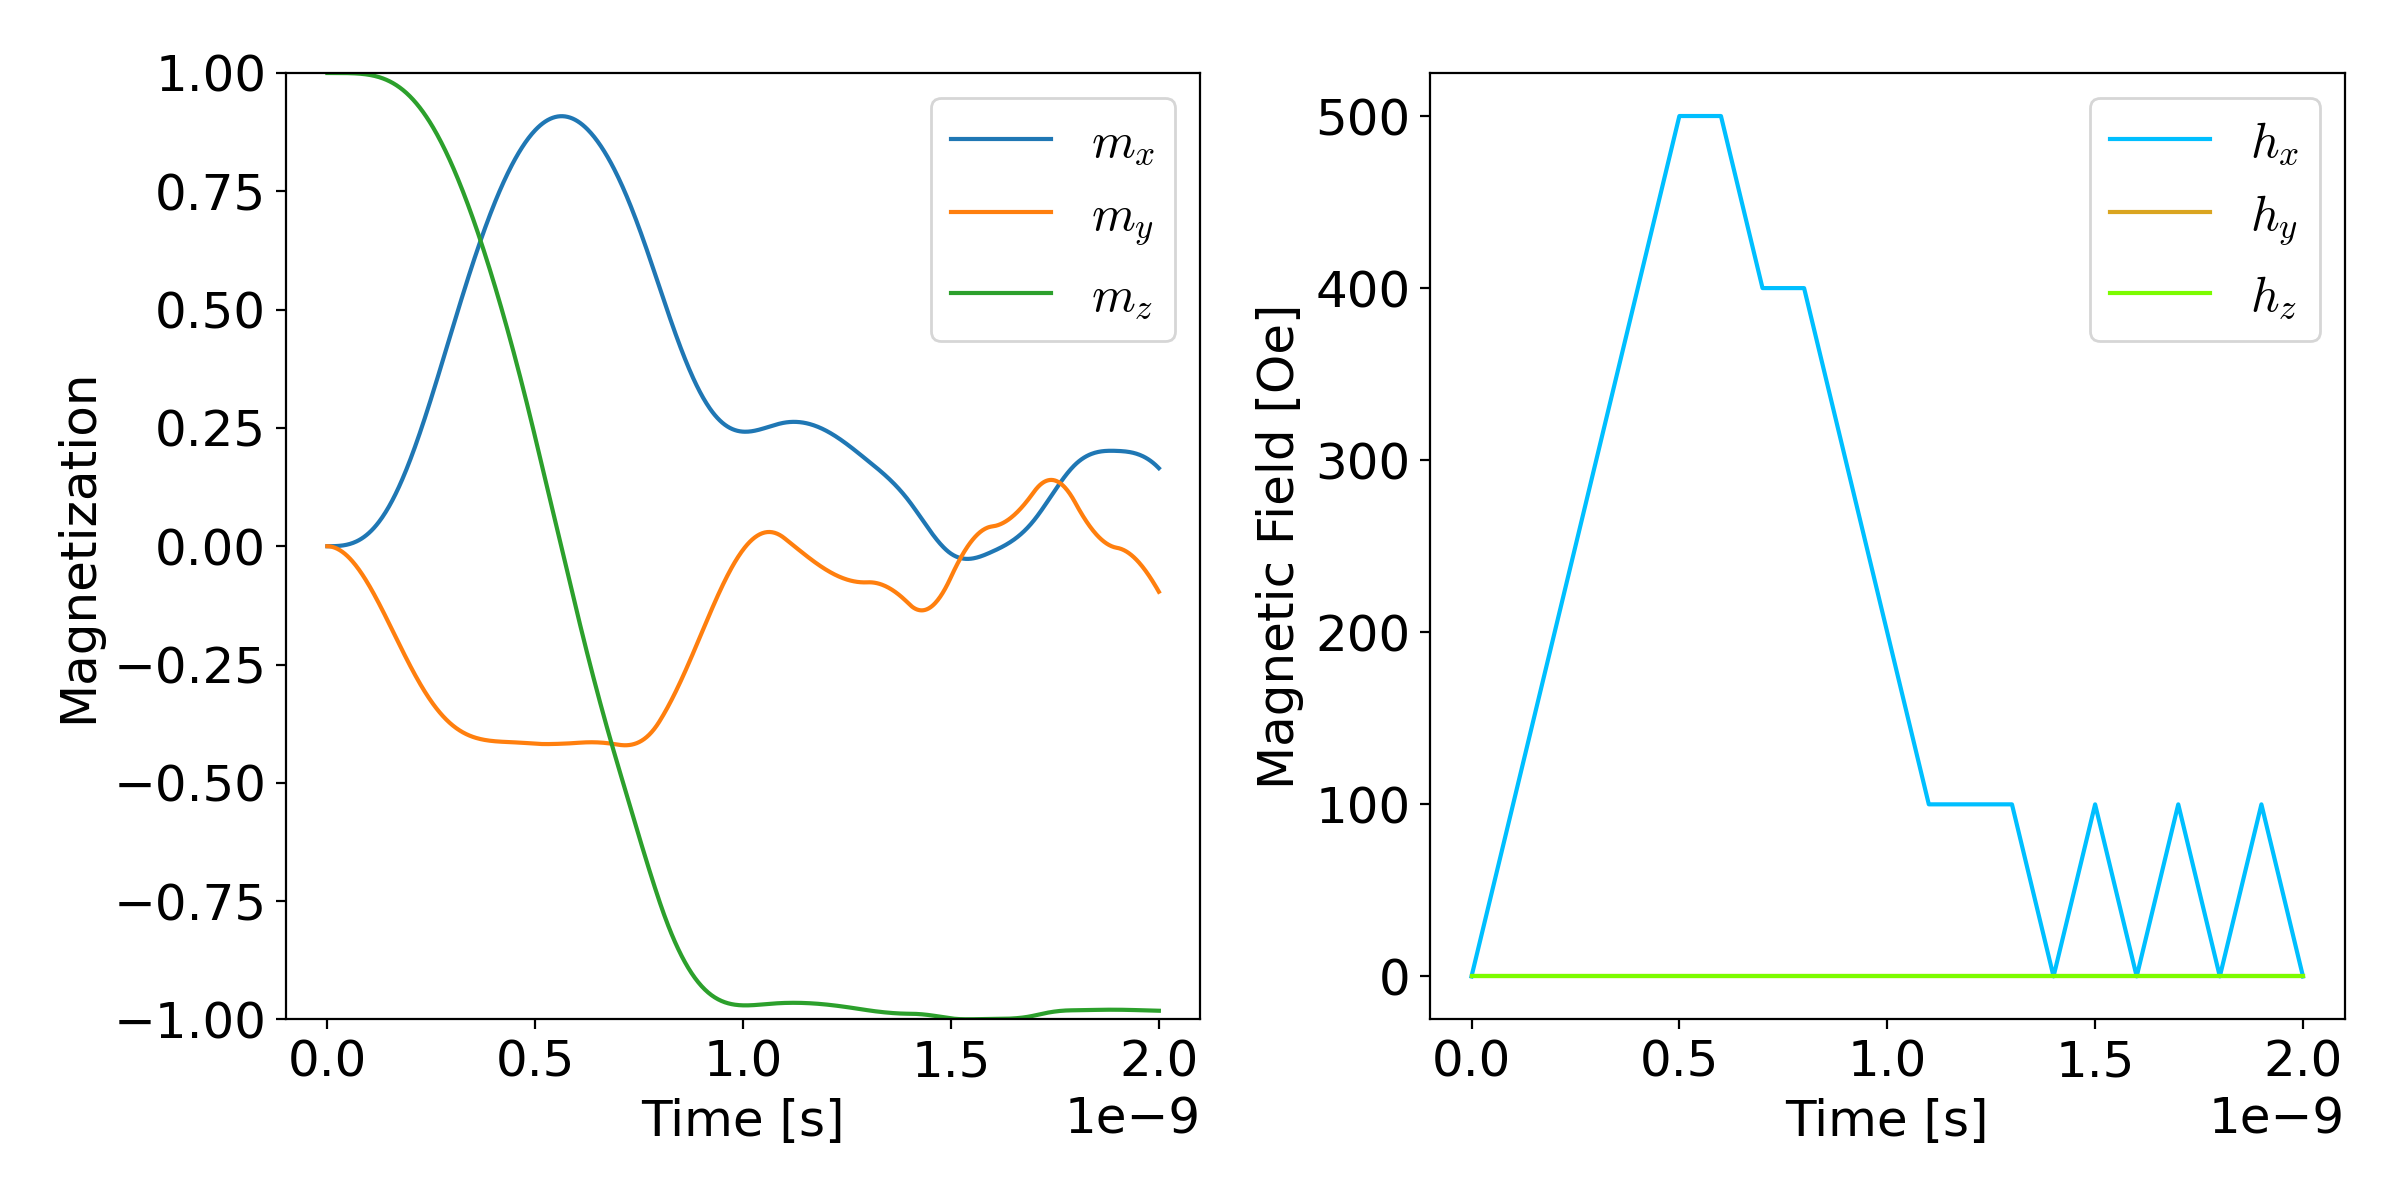 Magnetization
1.00
0.75
0.50
0.25
0.00
−0.25
−0.50
−0.75
−1.00
0.0 0.5 1.0 1.5 2.0
Time [s]
1e−9
m_x
m_y
m_z
Magnetic Field [Oe]
500
400
300
200
100
0
0.0 0.5 1.0 1.5 2.0
Time [s]
1e−9
h_x
h_y
h_z